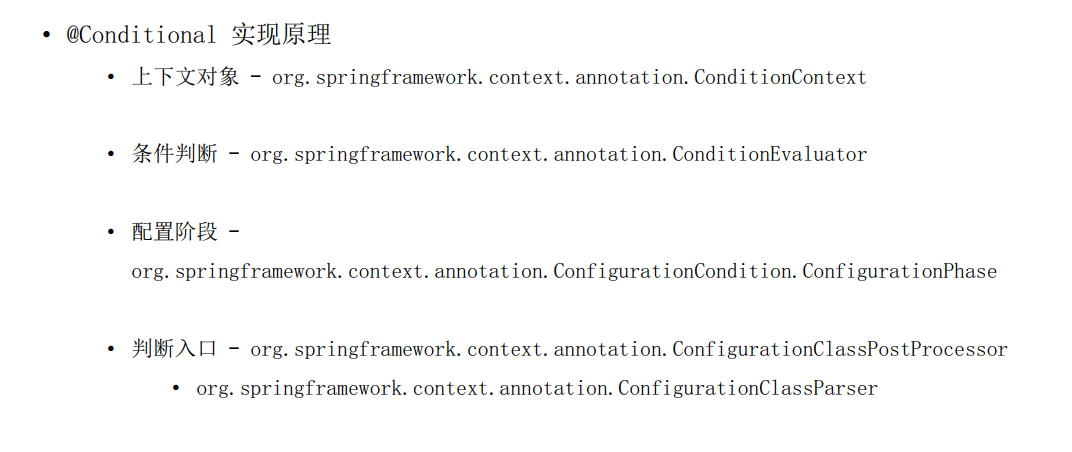 • @Conditional 实现原理
• 上下文对象 - org.springframework.context.annotation.ConditionContext
• 条件判断 - org.springframework.context.annotation.ConditionEvaluator
• 配置阶段 -
org.springframework.context.annotation.ConfigurationCondition.ConfigurationPhase
• 判断入口 - org.springframework.context.annotation.ConfigurationClassPostProcessor
• org.springframework.context.annotation.ConfigurationClassParser